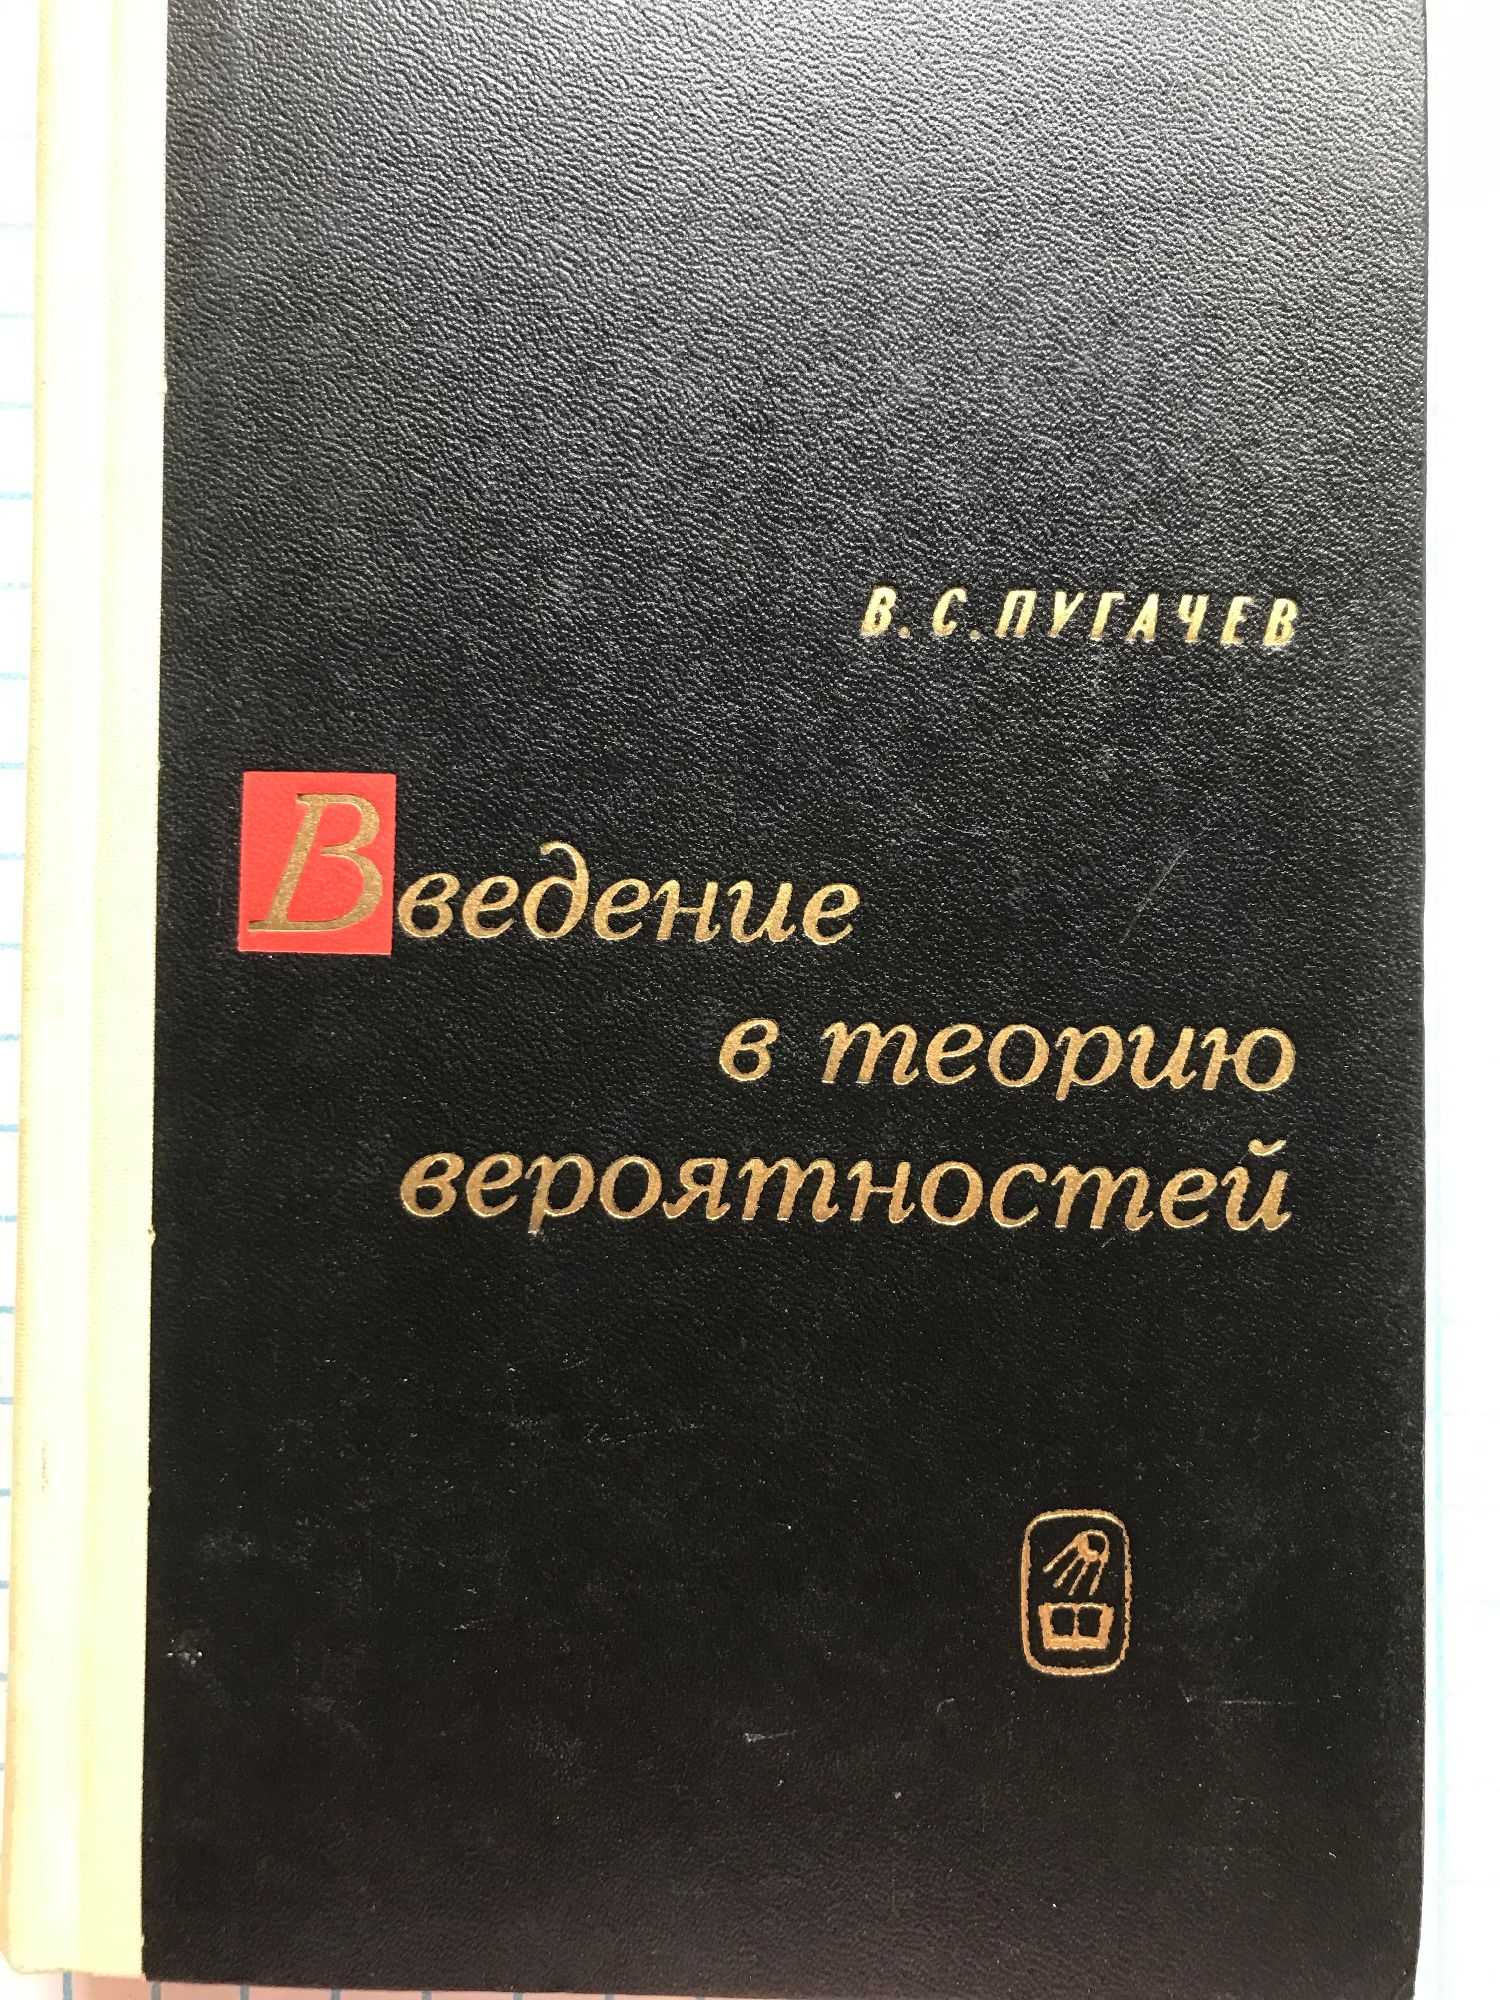 В. С. ПУГАЧЕВ
Введение
в теорию
вероятностей